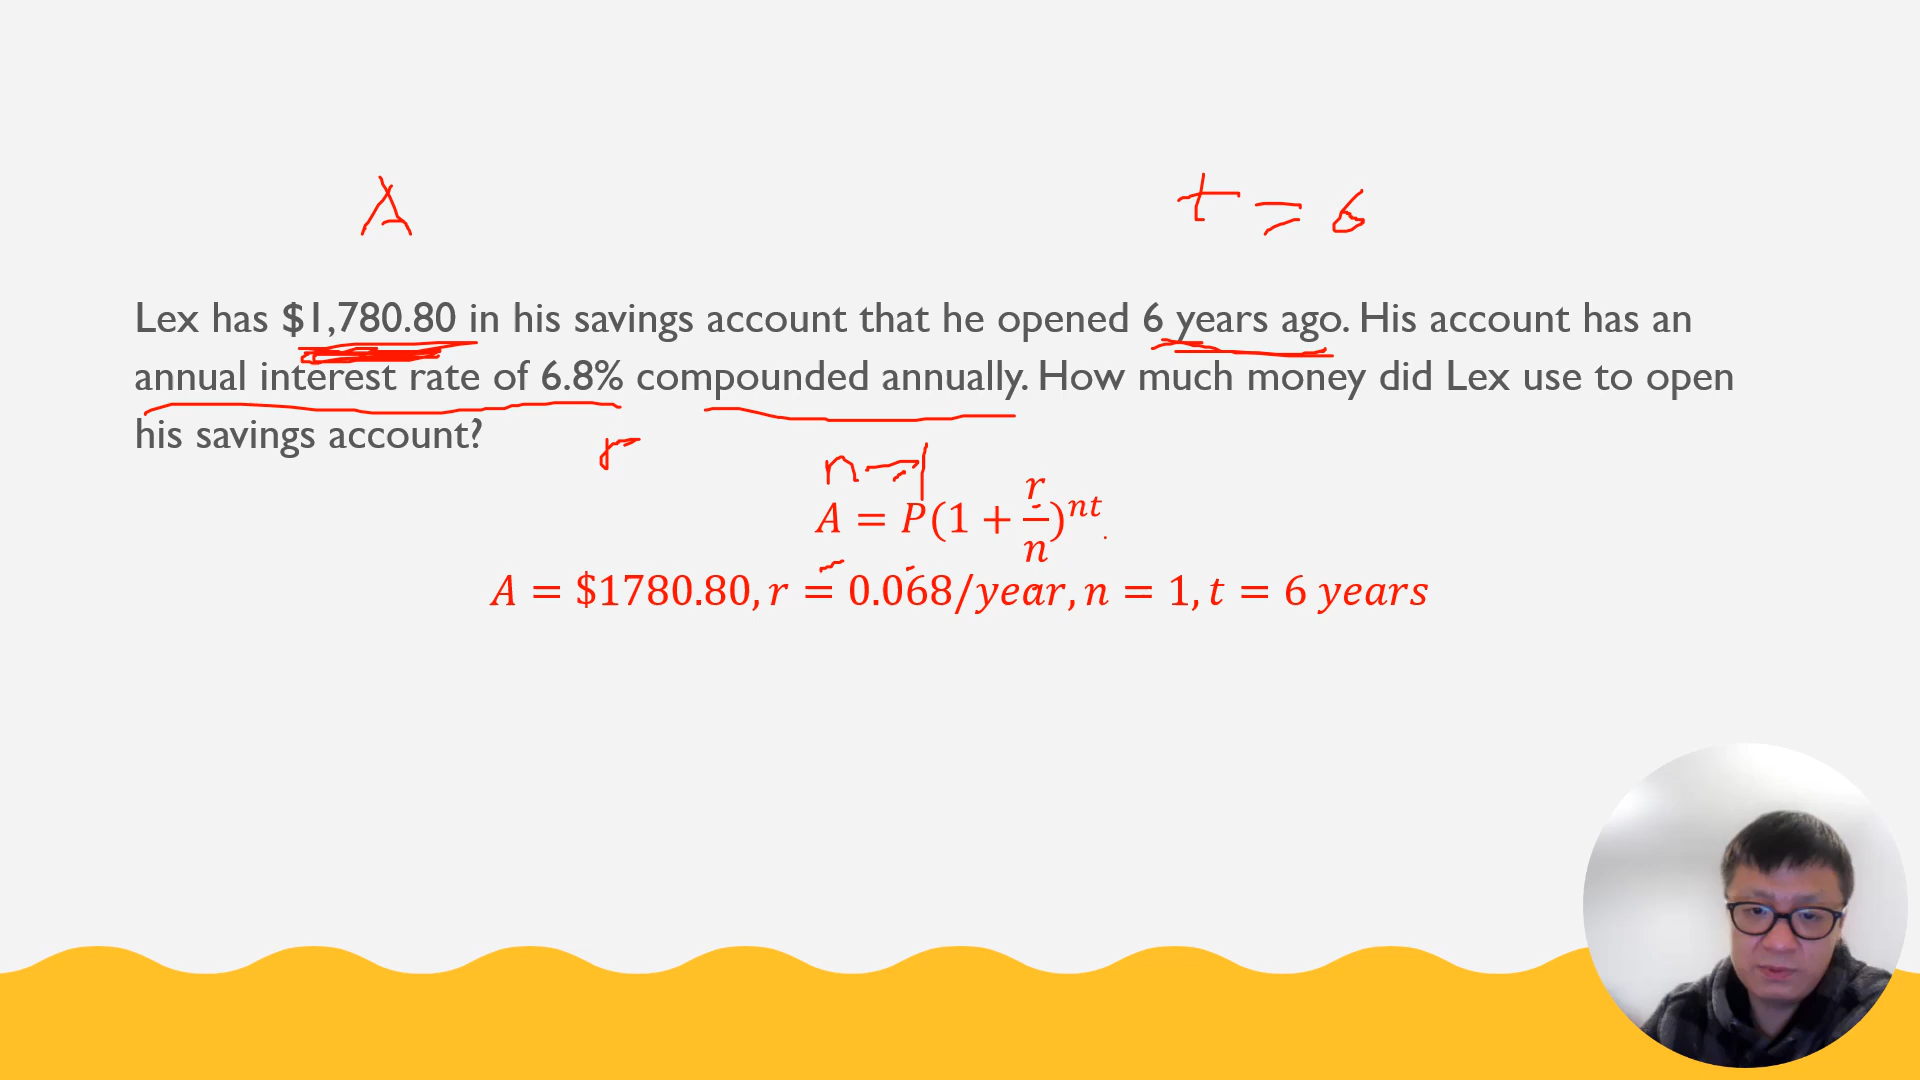 A
t = 6
Lex has $1,780.80 in his savings account that he opened 6 years ago. His account has an
annual interest rate of 6.8% compounded annually. How much money did Lex use to open
his savings account?
r
n → 1
A = P(1 + r/n)^{nt}
A = $1780.80, r = 0.068/year, n = 1, t = 6 years